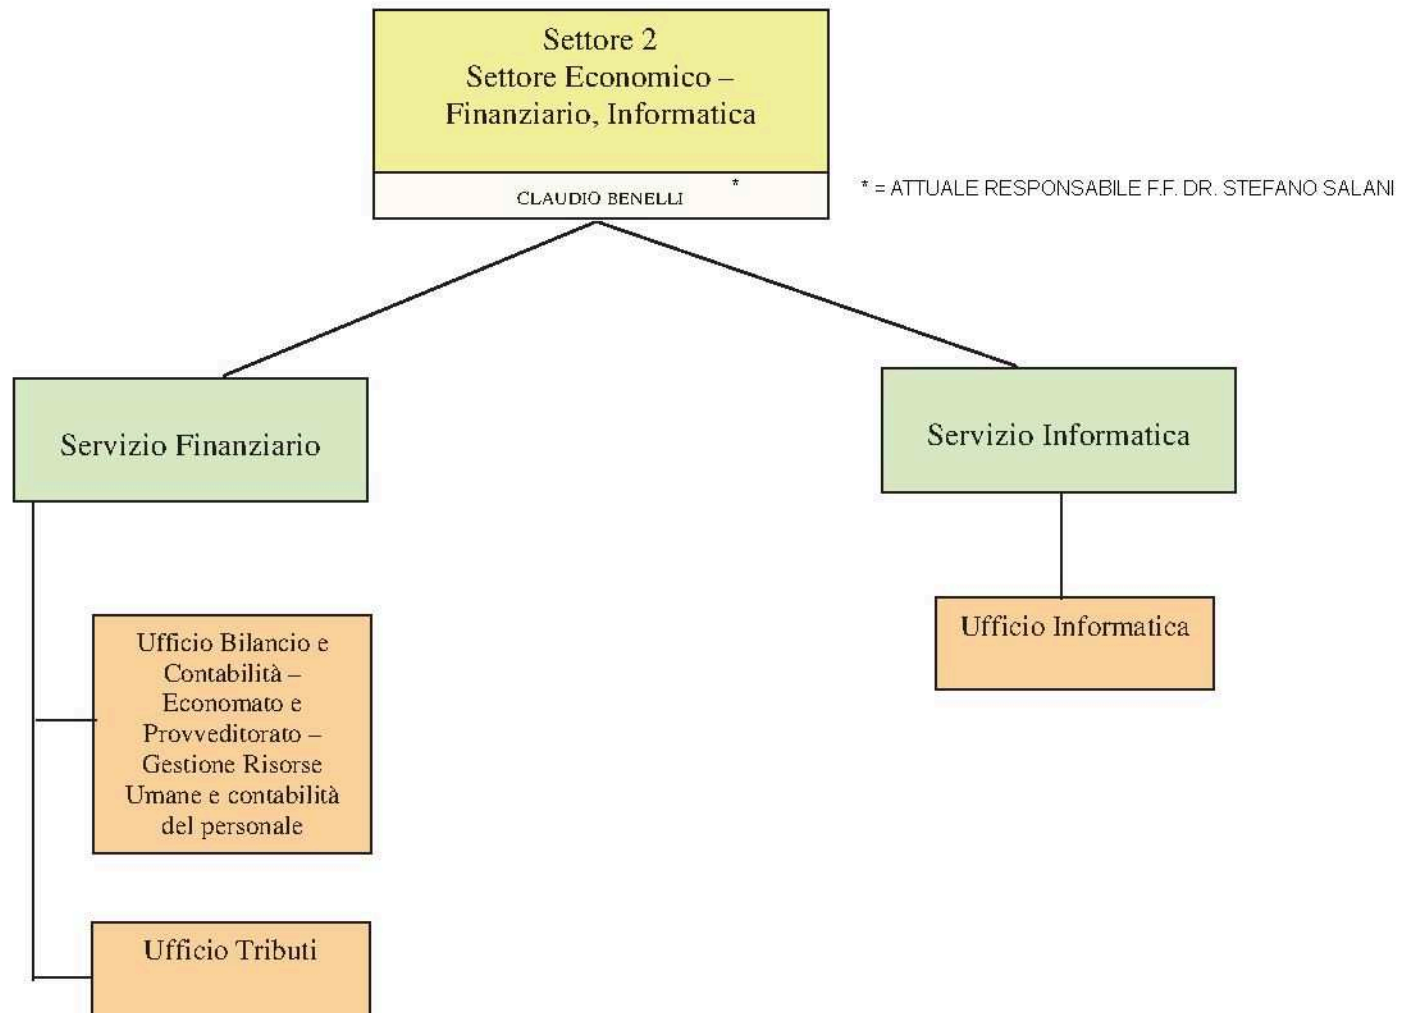 Settore 2
Settore Economico –
Finanziario, Informatica
CLAUDIO BENELLI *
* = ATTUALE RESPONSABILE F.F. DR. STEFANO SALANI
Servizio Finanziario
Servizio Informatica
Ufficio Bilancio e
Contabilità –
Economato e
Provveditorato –
Gestione Risorse
Umane e contabilità
del personale
Ufficio Informatica
Ufficio Tributi